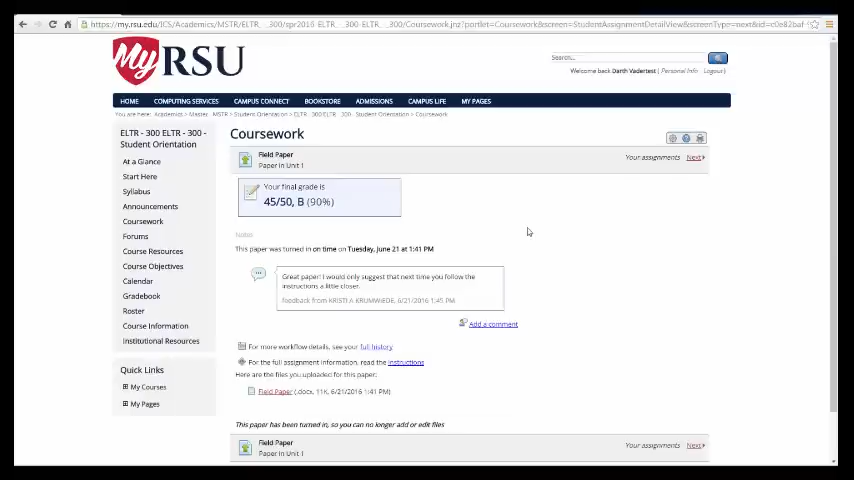 https://my.rsu.edu/ICS/Academics/MSTR/ELTR__-_300/spr2016-ELTR__-_300-ELTR__-_300/Coursework.jnz?portlet=Coursework&screen=StudentAssignmentDetailView&screenType=next&id=c0e82baf
My RSU
Search...
Welcome back Darth Vadertest | Personal Info | Logout
HOME COMPUTING SERVICES CAMPUS CONNECT BOOKSTORE ADMISSIONS CAMPUS LIFE MY PAGES
You are here: Academics > Master - MSTR > Student Orientation > ELTR - 300 ELTR - 300 - Student Orientation > Coursework
ELTR - 300 ELTR - 300 -
Student Orientation
At a Glance
Start Here
Syllabus
Announcements
Coursework
Forums
Course Resources
Course Objectives
Calendar
Gradebook
Roster
Course Information
Institutional Resources
Quick Links
My Courses
My Pages
Coursework
Field Paper
Paper in Unit 1
Your assignments Next
Your final grade is
45/50, B (90%)
Notes
This paper was turned in on time on Tuesday, June 21 at 1:41 PM
Great paper! I would only suggest that next time you follow the
instructions a little closer.
feedback from KRISTI A KRUMWIEDE, 6/21/2016 1:45 PM
Add a comment
For more workflow details, see your full history
For the full assignment information, read the instructions
Here are the files you uploaded for this paper:
Field Paper (.docx, 11K, 6/21/2016 1:41 PM)
This paper has been turned in, so you can no longer add or edit files
Field Paper
Paper in Unit 1
Your assignments Next